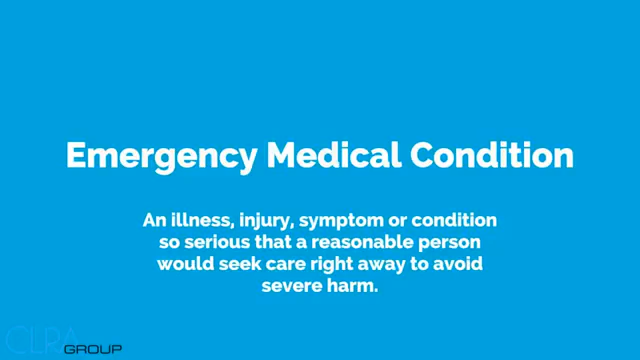 Emergency Medical Condition
An illness, injury, symptom or condition
so serious that a reasonable person
would seek care right away to avoid
severe harm.
CLRA
GROUP